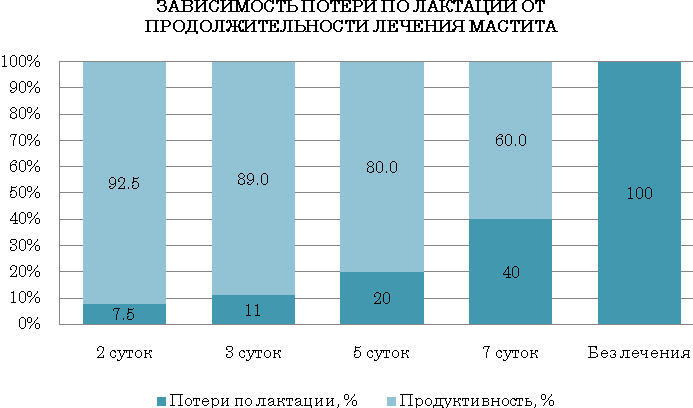 ЗАВИСИМОСТЬ ПОТЕРИ ПО ЛАКТАЦИИ ОТ
ПРОДОЛЖИТЕЛЬНОСТИ ЛЕЧЕНИЯ МАСТИТА
100%
90%
80%
70%
60%
50%
40%
30%
20%
10%
0%
92.5
89.0
80.0
60.0
100
7.5
11
20
40
2 суток
3 суток
5 суток
7 суток
Без лечения
Потери по лактации, %
Продуктивность, %